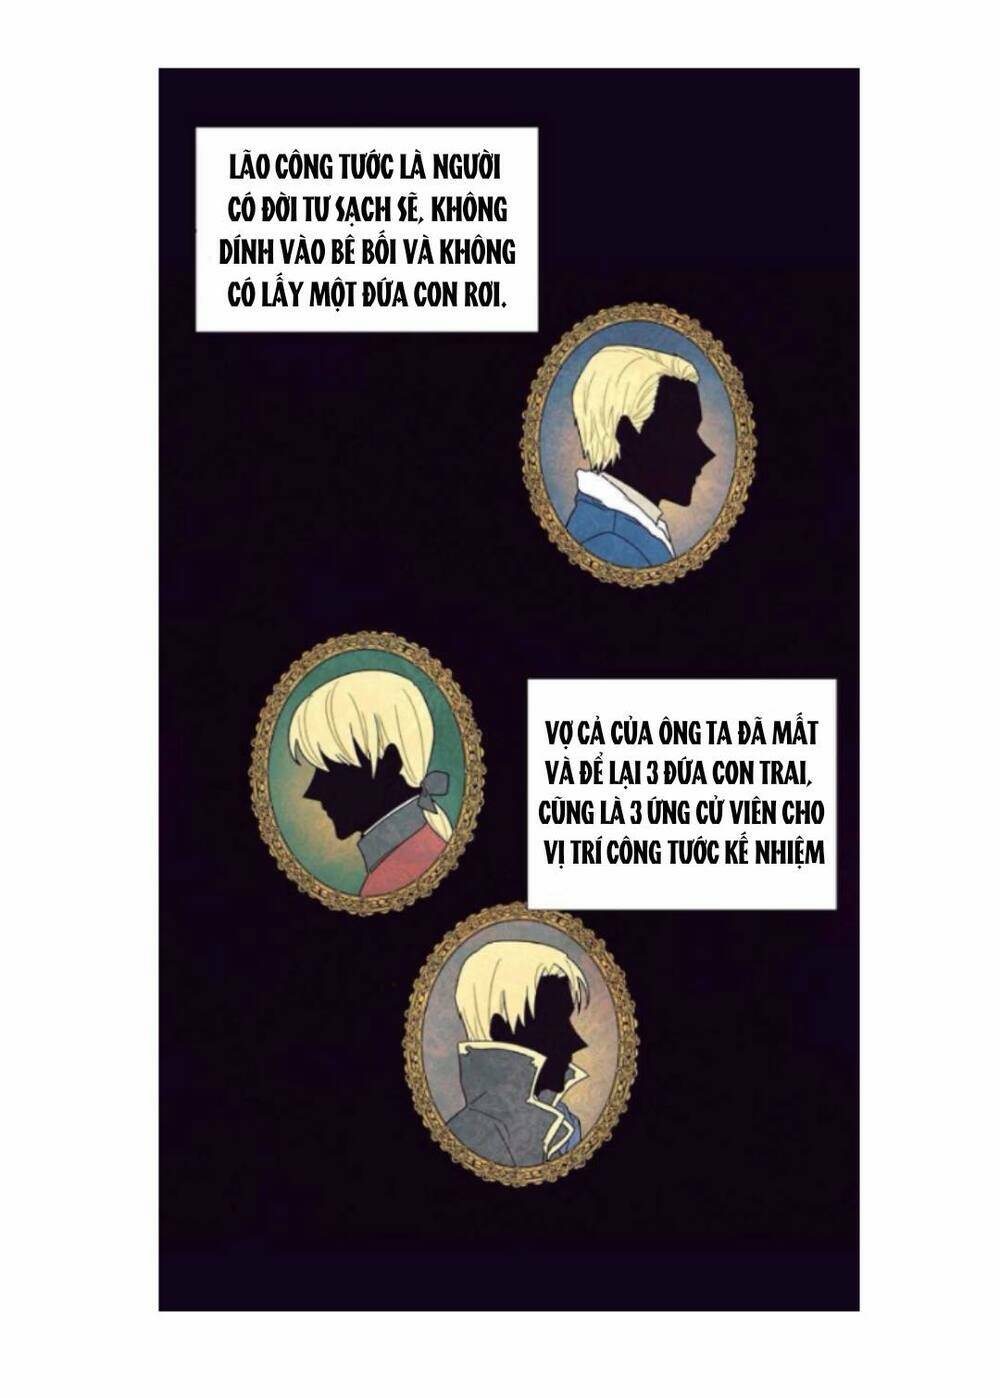 LÃO CÔNG TƯỚC LÀ NGƯỜI
CÓ ĐỜI TƯ SẠCH SẼ, KHÔNG
DÍNH VÀO BÊ BỐI VÀ KHÔNG
CÓ LẤY MỘT ĐỨA CON RƠI.
VỢ CẢ CỦA ÔNG TA ĐÃ MẤT
VÀ ĐỂ LẠI 3 ĐỨA CON TRAI,
CŨNG LÀ 3 ỨNG CỬ VIÊN CHO
VỊ TRÍ CÔNG TƯỚC KẾ NHIỆM